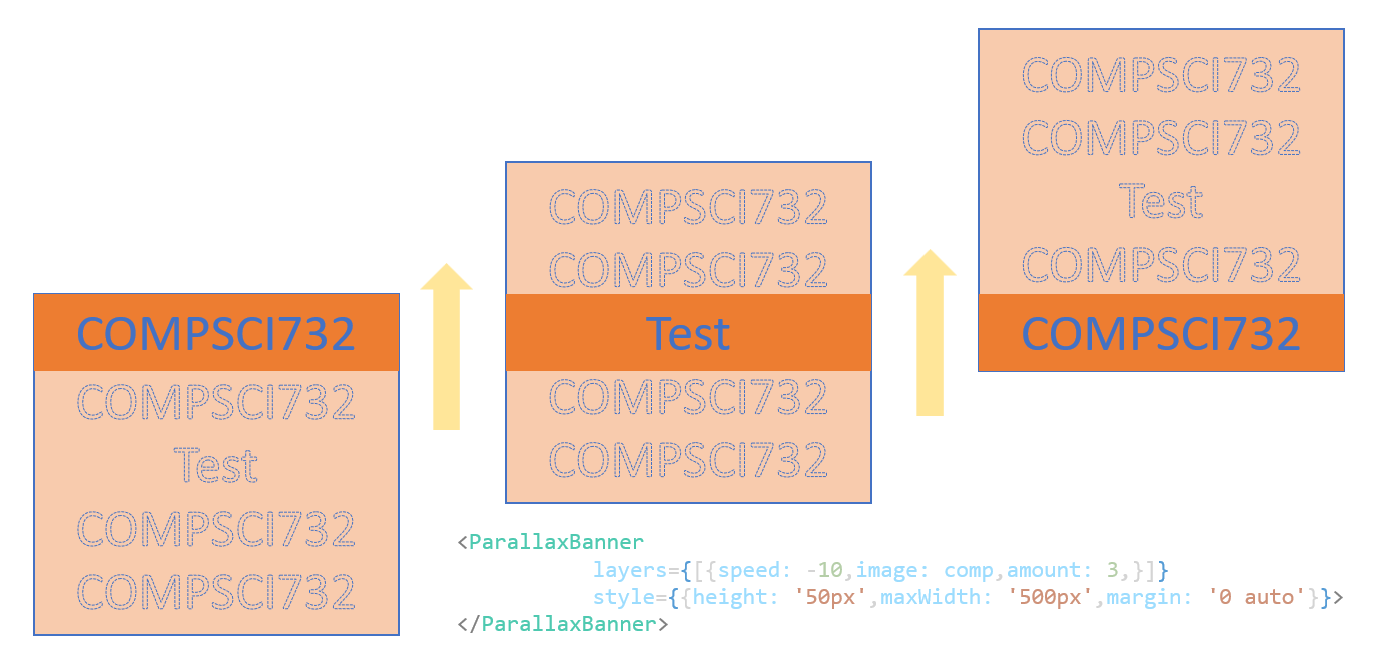 COMPSCI732
COMPSCI732
Test
COMPSCI732
COMPSCI732
COMPSCI732
COMPSCI732
Test
COMPSCI732
COMPSCI732
COMPSCI732
COMPSCI732
Test
COMPSCI732
COMPSCI732
<ParallaxBanner
layers={[{speed: -10,image: comp,amount: 3,}]}
style={{height: '50px',maxWidth: '500px',margin: '0 auto'}}>
</ParallaxBanner>